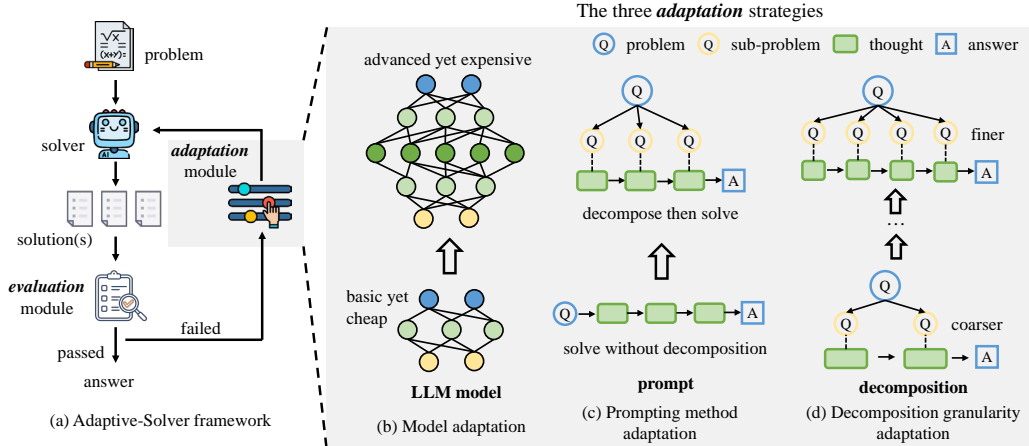 The three adaptation strategies
Q problem Q sub-problem thought A answer
√x
(x+y)=
problem
solver
AI
adaptation
module
solution(s)
evaluation
module
failed
passed
answer
(a) Adaptive-Solver framework
advanced yet expensive
basic yet
cheap
LLM model
(b) Model adaptation
Q
Q Q Q
A
decompose then solve
Q A
solve without decomposition
prompt
(c) Prompting method
adaptation
Q
Q Q Q Q finer
A
...
Q
Q Q coarser
A
decomposition
(d) Decomposition granularity
adaptation